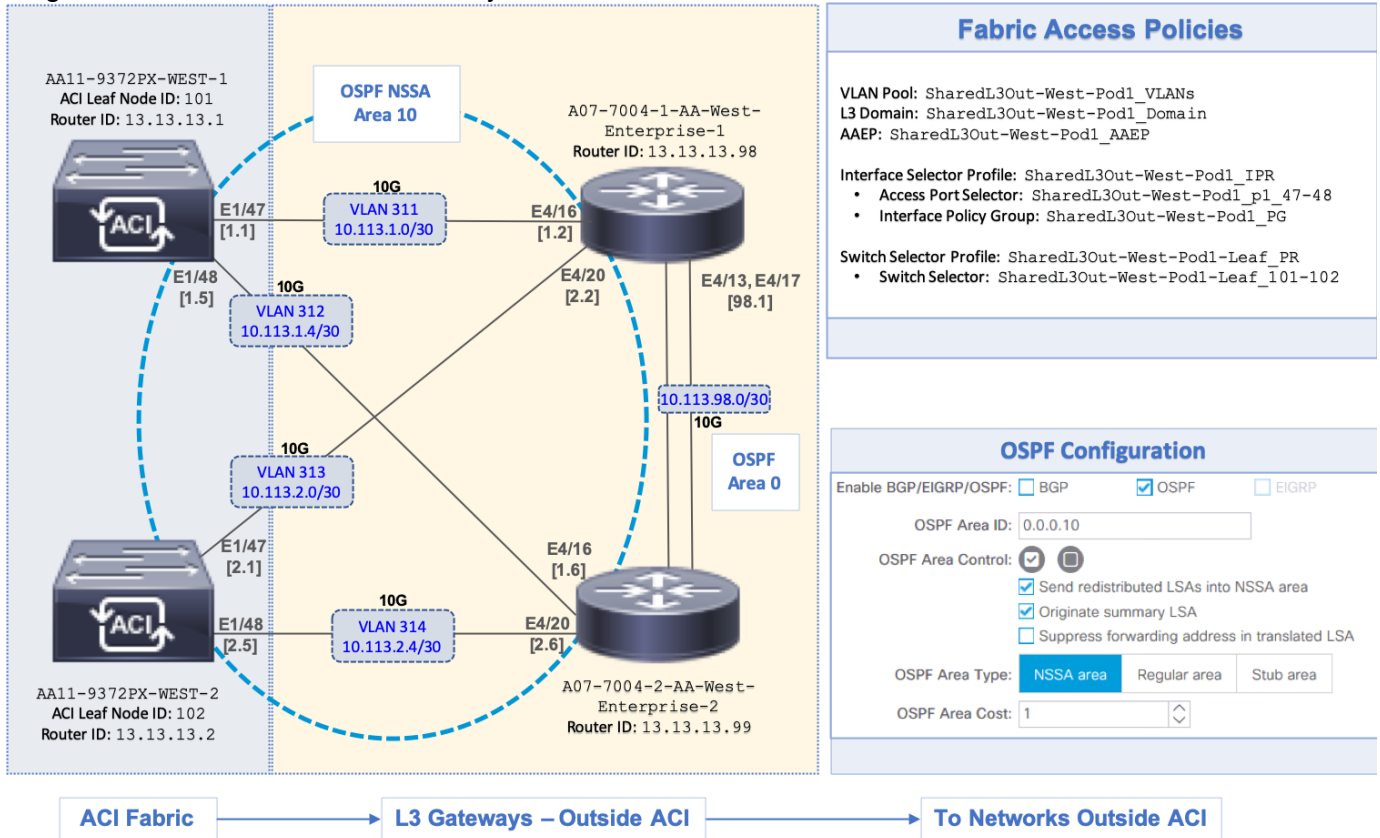 AA11-9372PX-WEST-1
ACI Leaf Node ID: 101
Router ID: 13.13.13.1
ACI
OSPF NSSA
Area 10
A07-7004-1-AA-West-
Enterprise-1
Router ID: 13.13.13.98
E1/47
[1.1]
10G
VLAN 311
10.113.1.0/30
E4/16
[1.2]
E1/48
[1.5]
10G
VLAN 312
10.113.1.4/30
E4/20
[2.2]
E4/13, E4/17
[98.1]
10.113.98.0/30
10G
OSPF
Area 0
10G
VLAN 313
10.113.2.0/30
E1/47
[2.1]
E4/16
[1.6]
ACI
E1/48
[2.5]
10G
VLAN 314
10.113.2.4/30
E4/20
[2.6]
AA11-9372PX-WEST-2
ACI Leaf Node ID: 102
Router ID: 13.13.13.2
A07-7004-2-AA-West-
Enterprise-2
Router ID: 13.13.13.99
Fabric Access Policies
VLAN Pool: SharedL3Out-West-Pod1_VLANs
L3 Domain: SharedL3Out-West-Pod1_Domain
AAEP: SharedL3Out-West-Pod1_AAEP
Interface Selector Profile: SharedL3Out-West-Pod1_IPR
• Access Port Selector: SharedL3Out-West-Pod1_p1_47-48
• Interface Policy Group: SharedL3Out-West-Pod1_PG
Switch Selector Profile: SharedL3Out-West-Pod1-Leaf_PR
• Switch Selector: SharedL3Out-West-Pod1-Leaf_101-102
OSPF Configuration
Enable BGP/EIGRP/OSPF: BGP OSPF EIGRP
OSPF Area ID: 0.0.0.10
OSPF Area Control:
Send redistributed LSAs into NSSA area
Originate summary LSA
Suppress forwarding address in translated LSA
OSPF Area Type: NSSA area Regular area Stub area
OSPF Area Cost: 1
ACI Fabric
L3 Gateways – Outside ACI
To Networks Outside ACI